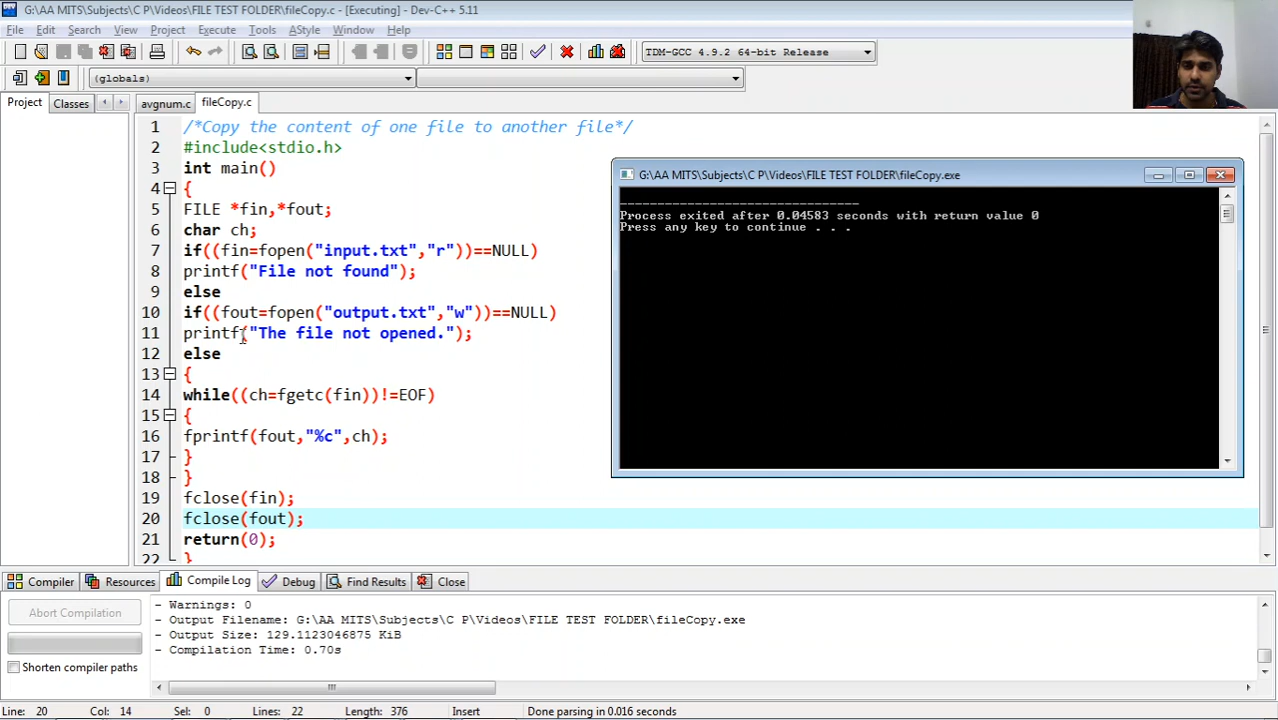 G:\AA MITS\Subjects\C P\Videos\FILE TEST FOLDER\fileCopy.c - [Executing] - Dev-C++ 5.11
File Edit Search View Project Execute Tools AStyle Window Help
TDM-GCC 4.9.2 64-bit Release
(globals)
Project Classes avgnum.c fileCopy.c
1 /*Copy the content of one file to another file*/
2 #include<stdio.h>
3 int main()
4 {
5 FILE *fin,*fout;
6 char ch;
7 if((fin=fopen("input.txt","r"))==NULL)
8 printf("File not found");
9 else
10 if((fout=fopen("output.txt","w"))==NULL)
11 printf("The file not opened.");
12 else
13 {
14 while((ch=fgetc(fin))!=EOF)
15 {
16 fprintf(fout,"%c",ch);
17 }
18 }
19 fclose(fin);
20 fclose(fout);
21 return(0);
22 }
G:\AA MITS\Subjects\C P\Videos\FILE TEST FOLDER\fileCopy.exe
--------------------------------
Process exited after 0.04583 seconds with return value 0
Press any key to continue . . .
Compiler Resources Compile Log Debug Find Results Close
Abort Compilation
Shorten compiler paths
- Warnings: 0
- Output Filename: G:\AA MITS\Subjects\C P\Videos\FILE TEST FOLDER\fileCopy.exe
- Output Size: 129.1123046875 KiB
- Compilation Time: 0.70s
Line: 20 Col: 14 Sel: 0 Lines: 22 Length: 376 Insert Done parsing in 0.016 seconds